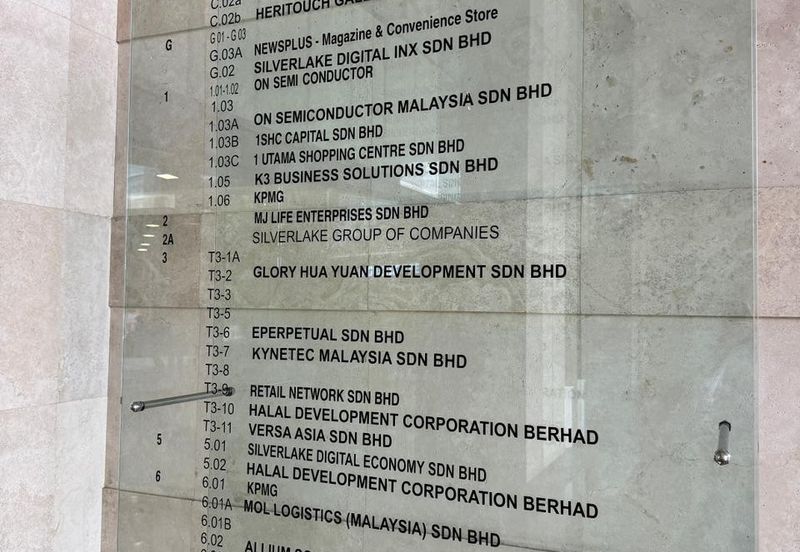 C.02a
C.02b HERITOUCH
G G 01 - G 03 NEWSPLUS - Magazine & Convenience Store
G.03A SILVERLAKE DIGITAL INX SDN BHD
G.02 ON SEMI CONDUCTOR
1 1.01-1.02
1.03 ON SEMICONDUCTOR MALAYSIA SDN BHD
1.03A 1SHC CAPITAL SDN BHD
1.03B 1 UTAMA SHOPPING CENTRE SDN BHD
1.03C K3 BUSINESS SOLUTIONS SDN BHD
1.05 KPMG
1.06
2 MJ LIFE ENTERPRISES SDN BHD
2A SILVERLAKE GROUP OF COMPANIES
3 T3-1A
T3-2 GLORY HUA YUAN DEVELOPMENT SDN BHD
T3-3
T3-5
T3-6 EPERPETUAL SDN BHD
T3-7 KYNETEC MALAYSIA SDN BHD
T3-8
T3-9 RETAIL NETWORK SDN BHD
T3-10 HALAL DEVELOPMENT CORPORATION BERHAD
T3-11 VERSA ASIA SDN BHD
5 5.01 SILVERLAKE DIGITAL ECONOMY SDN BHD
5.02 HALAL DEVELOPMENT CORPORATION BERHAD
6 6.01 KPMG
6.01A MOL LOGISTICS (MALAYSIA) SDN BHD
6.01B
6.02 ALLIUM